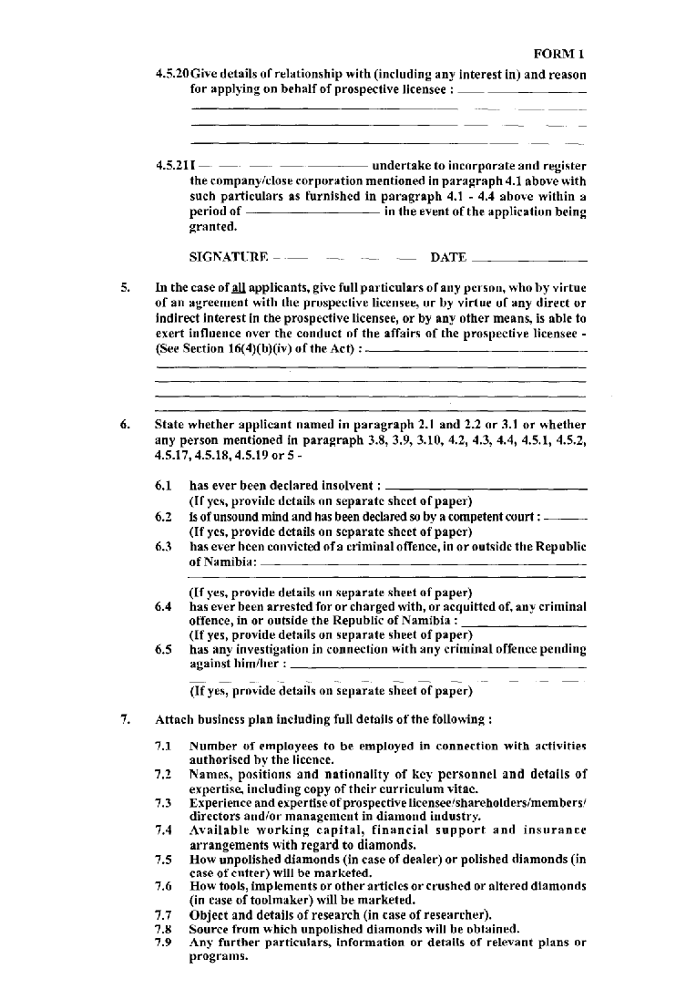 FORM 1
4.5.20 Give details of relationship with (including any interest in) and reason
for applying on behalf of prospective licensee :
4.5.21 I undertake to incorporate and register
the company/close corporation mentioned in paragraph 4.1 above with
such particulars as furnished in paragraph 4.1 - 4.4 above within a
period of in the event of the application being
granted.
SIGNATURE DATE
5. In the case of all applicants, give full particulars of any person, who by virtue
of an agreement with the prospective licensee, or by virtue of any direct or
indirect interest in the prospective licensee, or by any other means, is able to
exert influence over the conduct of the affairs of the prospective licensee -
(See Section 16(4)(b)(iv) of the Act) :
6. State whether applicant named in paragraph 2.1 and 2.2 or 3.1 or whether
any person mentioned in paragraph 3.8, 3.9, 3.10, 4.2, 4.3, 4.4, 4.5.1, 4.5.2,
4.5.17, 4.5.18, 4.5.19 or 5 -
6.1 has ever been declared insolvent :
(If yes, provide details on separate sheet of paper)
6.2 is of unsound mind and has been declared so by a competent court :
(If yes, provide details on separate sheet of paper)
6.3 has ever been convicted of a criminal offence, in or outside the Republic
of Namibia:
(If yes, provide details on separate sheet of paper)
6.4 has ever been arrested for or charged with, or acquitted of, any criminal
offence, in or outside the Republic of Namibia :
(If yes, provide details on separate sheet of paper)
6.5 has any investigation in connection with any criminal offence pending
against him/her :
(If yes, provide details on separate sheet of paper)
7. Attach business plan including full details of the following :
7.1 Number of employees to be employed in connection with activities
authorised by the licence.
7.2 Names, positions and nationality of key personnel and details of
expertise, including copy of their curriculum vitae.
7.3 Experience and expertise of prospective licensee/shareholders/members/
directors and/or management in diamond industry.
7.4 Available working capital, financial support and insurance
arrangements with regard to diamonds.
7.5 How unpolished diamonds (in case of dealer) or polished diamonds (in
case of cutter) will be marketed.
7.6 How tools, implements or other articles or crushed or altered diamonds
(in case of toolmaker) will be marketed.
7.7 Object and details of research (in case of researcher).
7.8 Source from which unpolished diamonds will be obtained.
7.9 Any further particulars, information or details of relevant plans or
programs.